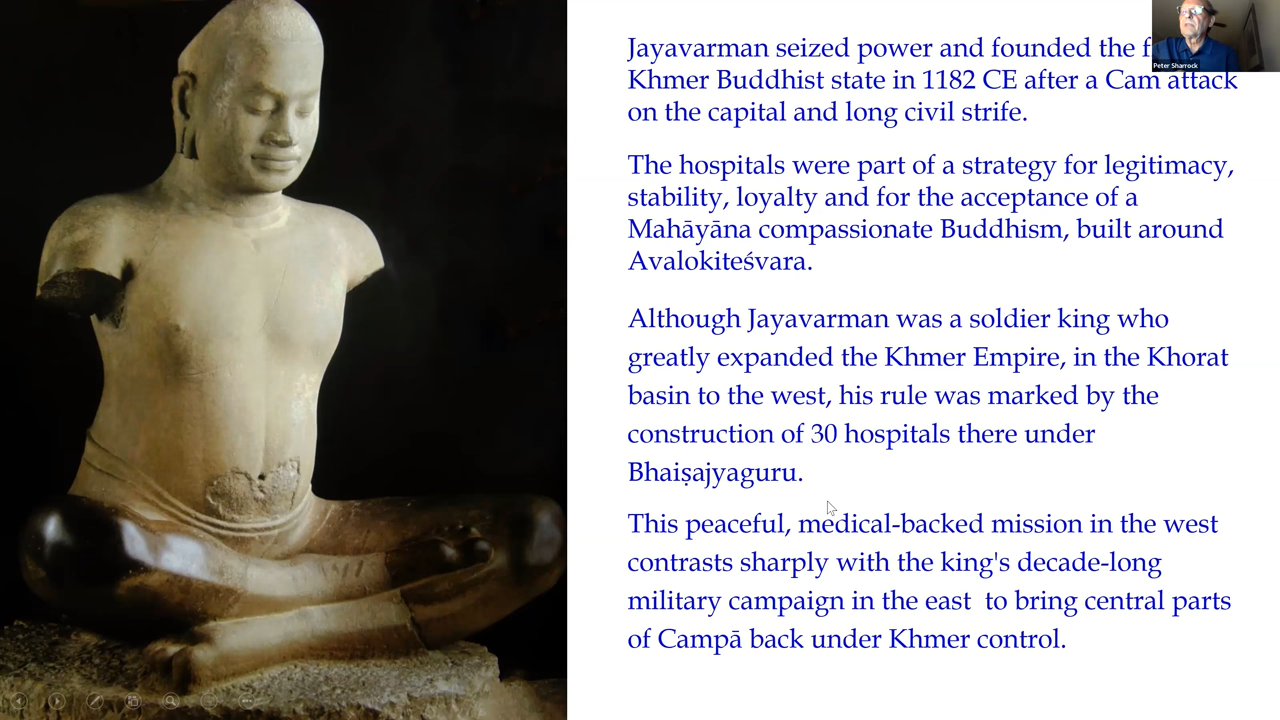 Jayavarman seized power and founded the
Khmer Buddhist state in 1182 CE after a Cam attack
on the capital and long civil strife.
The hospitals were part of a strategy for legitimacy,
stability, loyalty and for the acceptance of a
Mahāyāna compassionate Buddhism, built around
Avalokiteśvara.
Although Jayavarman was a soldier king who
greatly expanded the Khmer Empire, in the Khorat
basin to the west, his rule was marked by the
construction of 30 hospitals there under
Bhaiṣajyaguru.
This peaceful, medical-backed mission in the west
contrasts sharply with the king's decade-long
military campaign in the east  to bring central parts
of Campā back under Khmer control.
Peter Sharrock